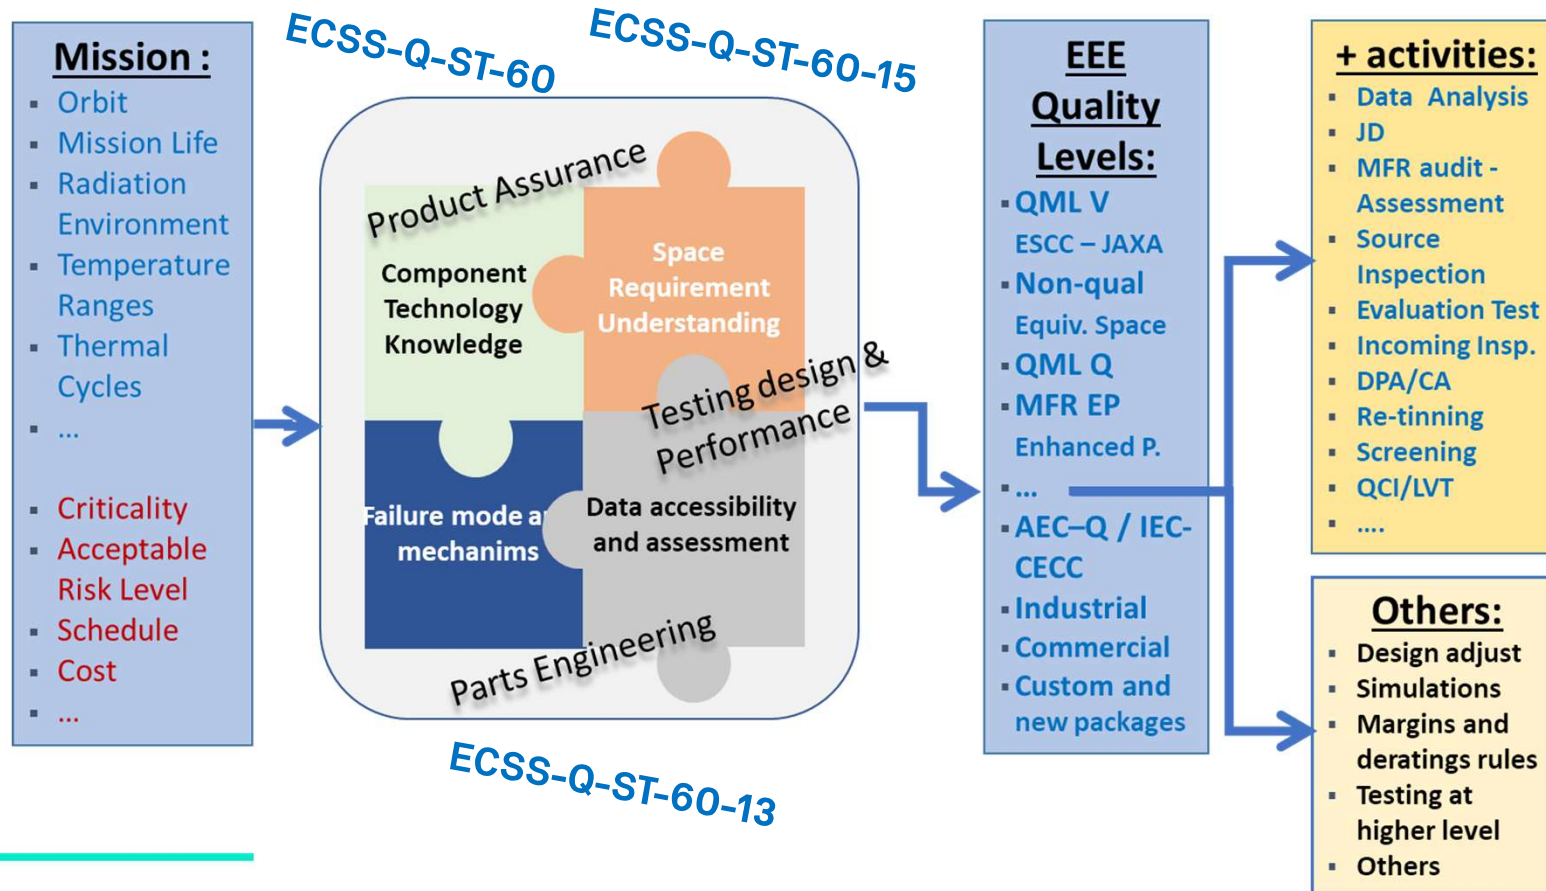 Mission :
▪ Orbit
▪ Mission Life
▪ Radiation
Environment
▪ Temperature
Ranges
▪ Thermal
Cycles
▪ ...
▪ Criticality
▪ Acceptable
Risk Level
▪ Schedule
▪ Cost
▪ ...
ECSS-Q-ST-60
ECSS-Q-ST-60-15
Product Assurance
Component
Technology
Knowledge
Space
Requirement
Understanding
Testing design &
Performance
Failure mode a
mechanims
Data accessibility
and assessment
Parts Engineering
ECSS-Q-ST-60-13
EEE
Quality
Levels:
▪ QML V
ESCC – JAXA
▪ Non-qual
Equiv. Space
▪ QML Q
▪ MFR EP
Enhanced P.
▪ ...
▪ AEC–Q / IEC-
CECC
▪ Industrial
▪ Commercial
▪ Custom and
new packages
+ activities:
▪ Data Analysis
▪ JD
▪ MFR audit -
Assessment
▪ Source
Inspection
▪ Evaluation Test
▪ Incoming Insp.
▪ DPA/CA
▪ Re-tinning
▪ Screening
▪ QCI/LVT
▪ ....
Others:
▪ Design adjust
▪ Simulations
▪ Margins and
deratings rules
▪ Testing at
higher level
▪ Others